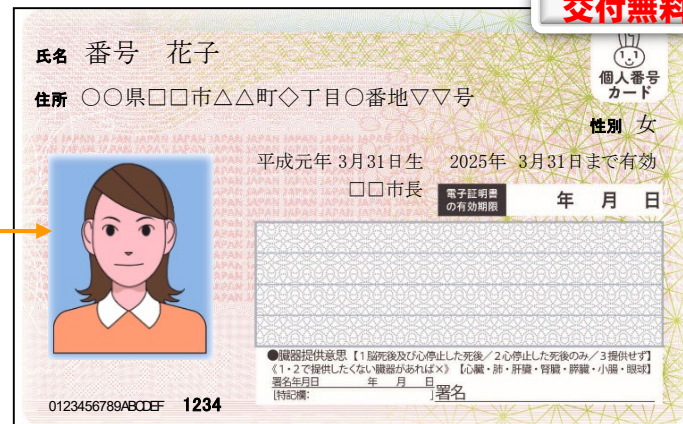 交付無料
氏名 番号 花子
個人番号
カード
住所 〇〇県□□市△△町◇丁目〇番地▽▽号
性別 女
平成元年 3月31日生 2025年 3月31日まで有効
□□市長
電子証明書
の有効期限
年 月 日
●臓器提供意思【1脳死後及び心停止した死後/2心停止した死後のみ/3提供せず】
《1・2で提供したくない臓器があれば×》【心臓・肺・肝臓・腎臓・膵臓・小腸・眼球】
署名年月日 年 月 日
[特記欄: ]署名
0123456789ABCDEF 1234